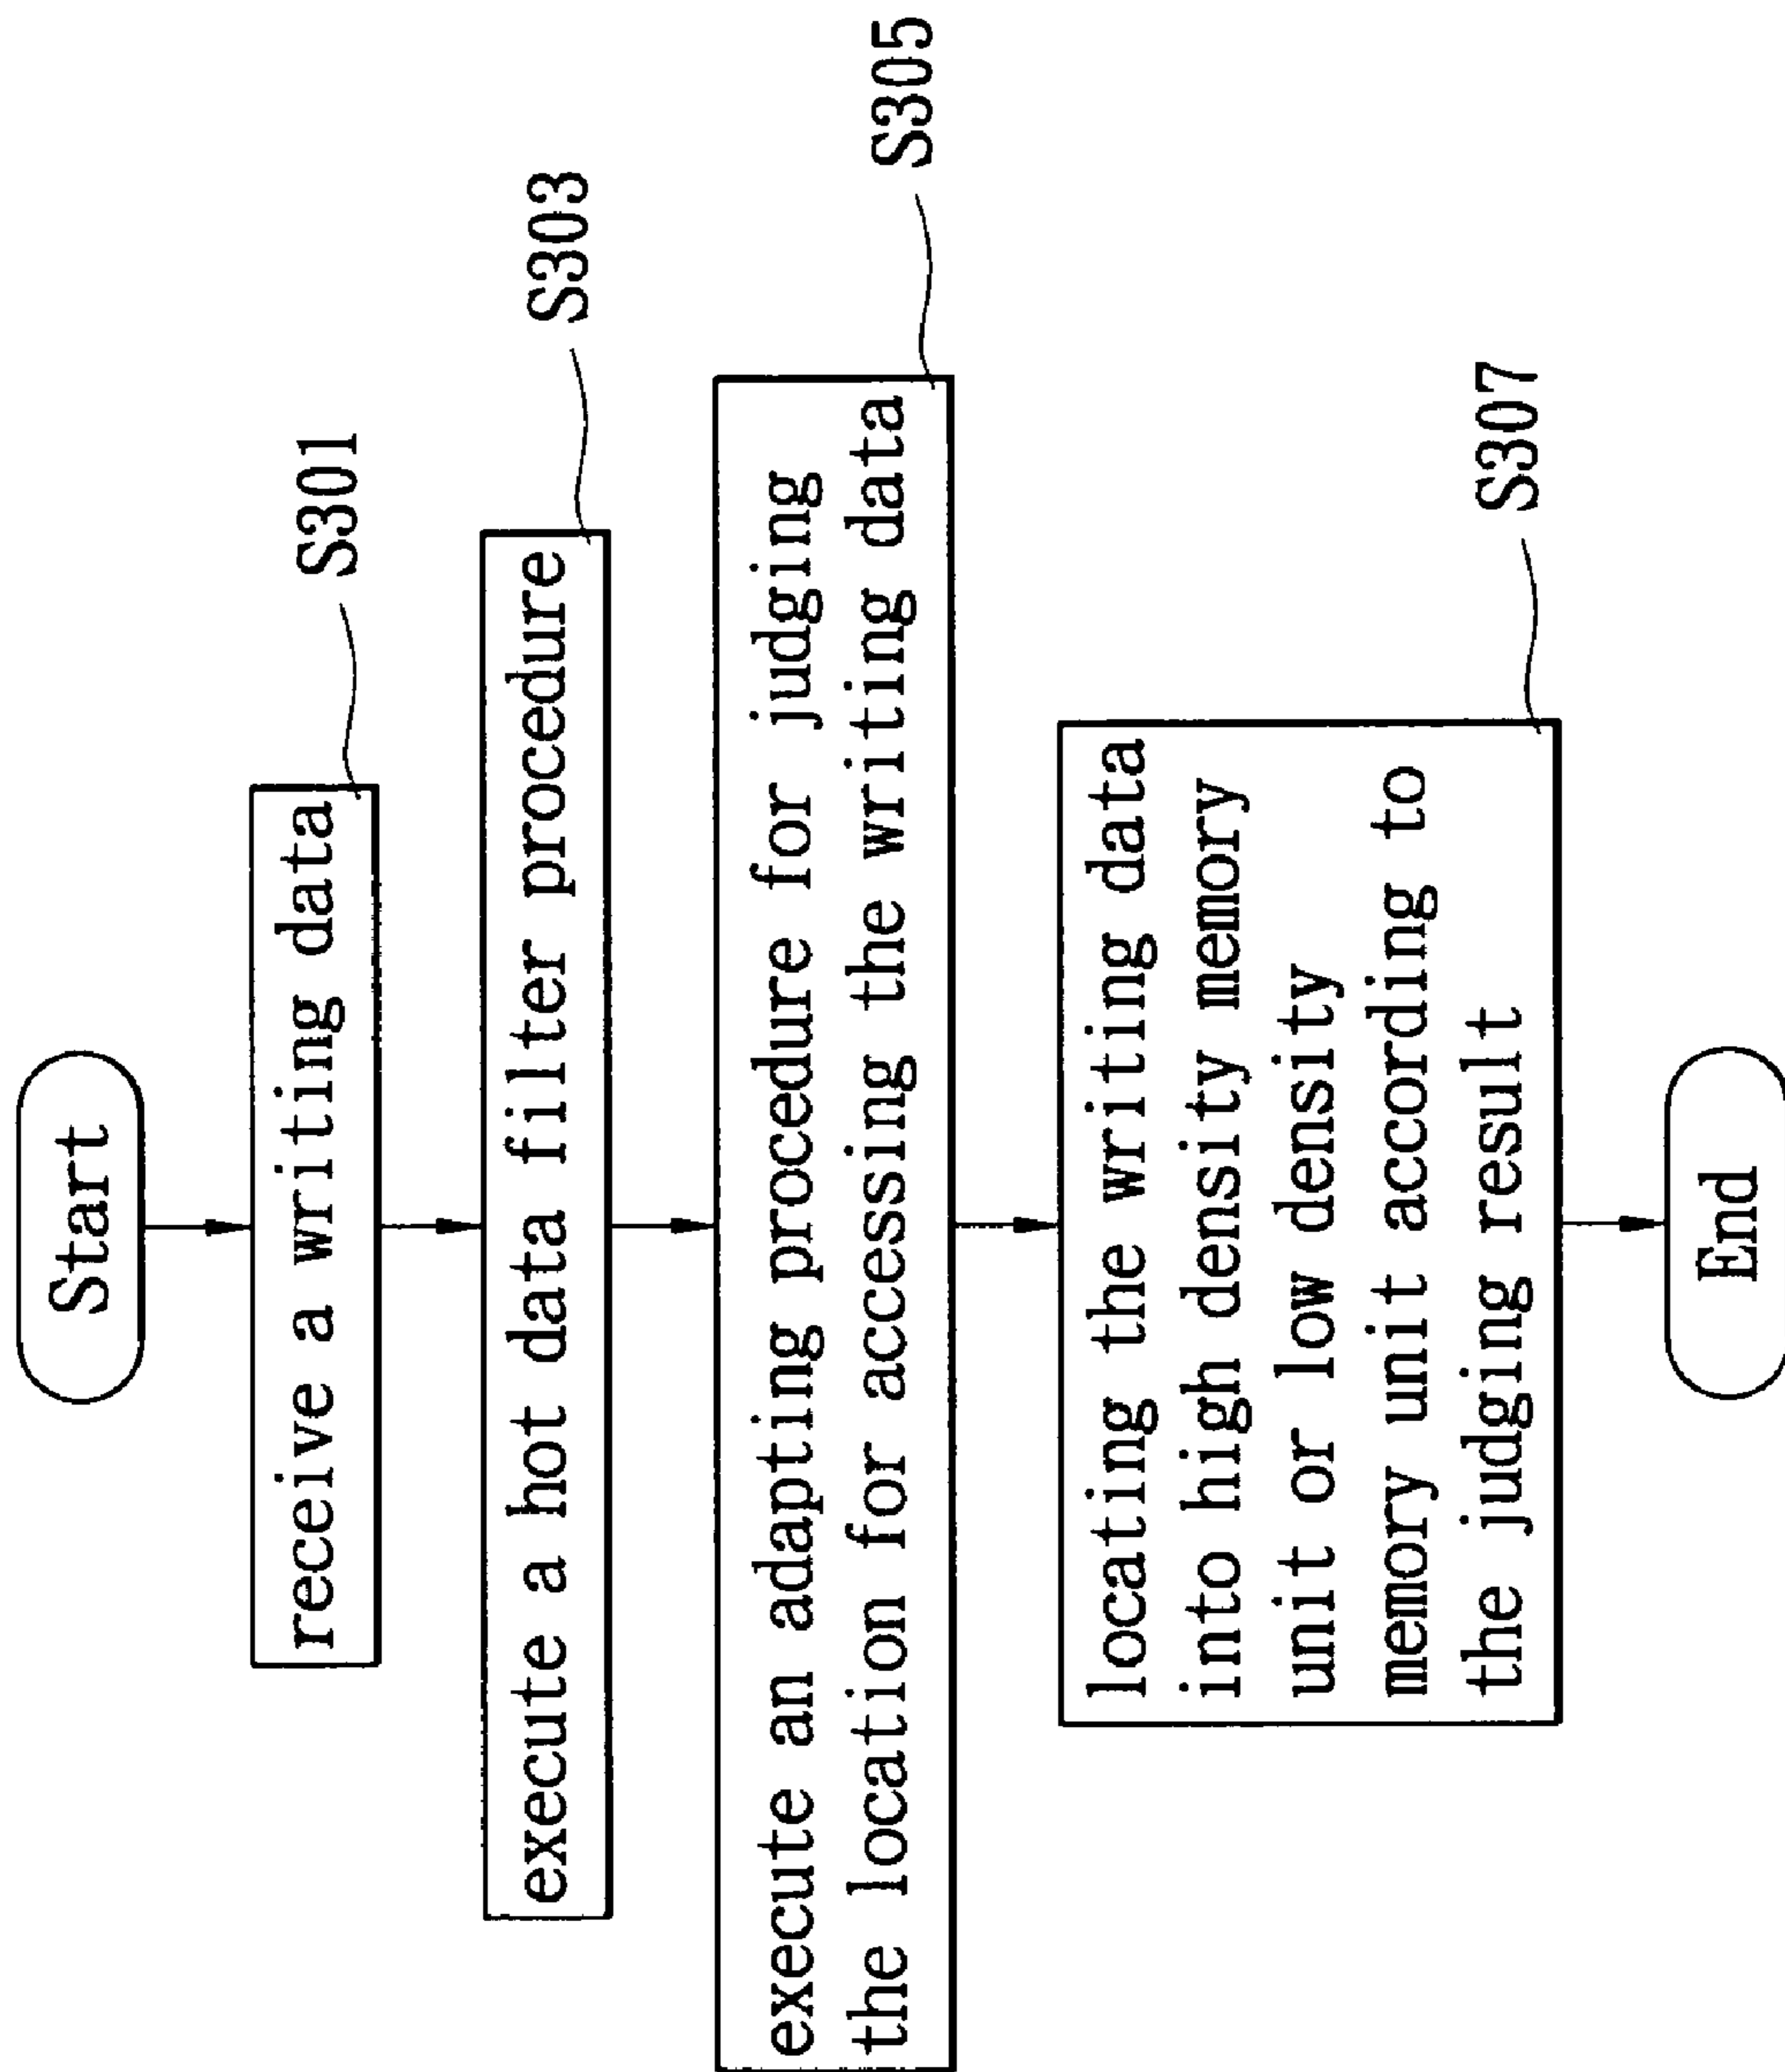 Start
receive a writing data
S301
execute a hot data filter procedure
S303
execute an adapting procedure for judging
the location for accessing the writing data
S305
locating the writing data
into high density memory
unit or low density
memory unit according to
the judging result
S307
End